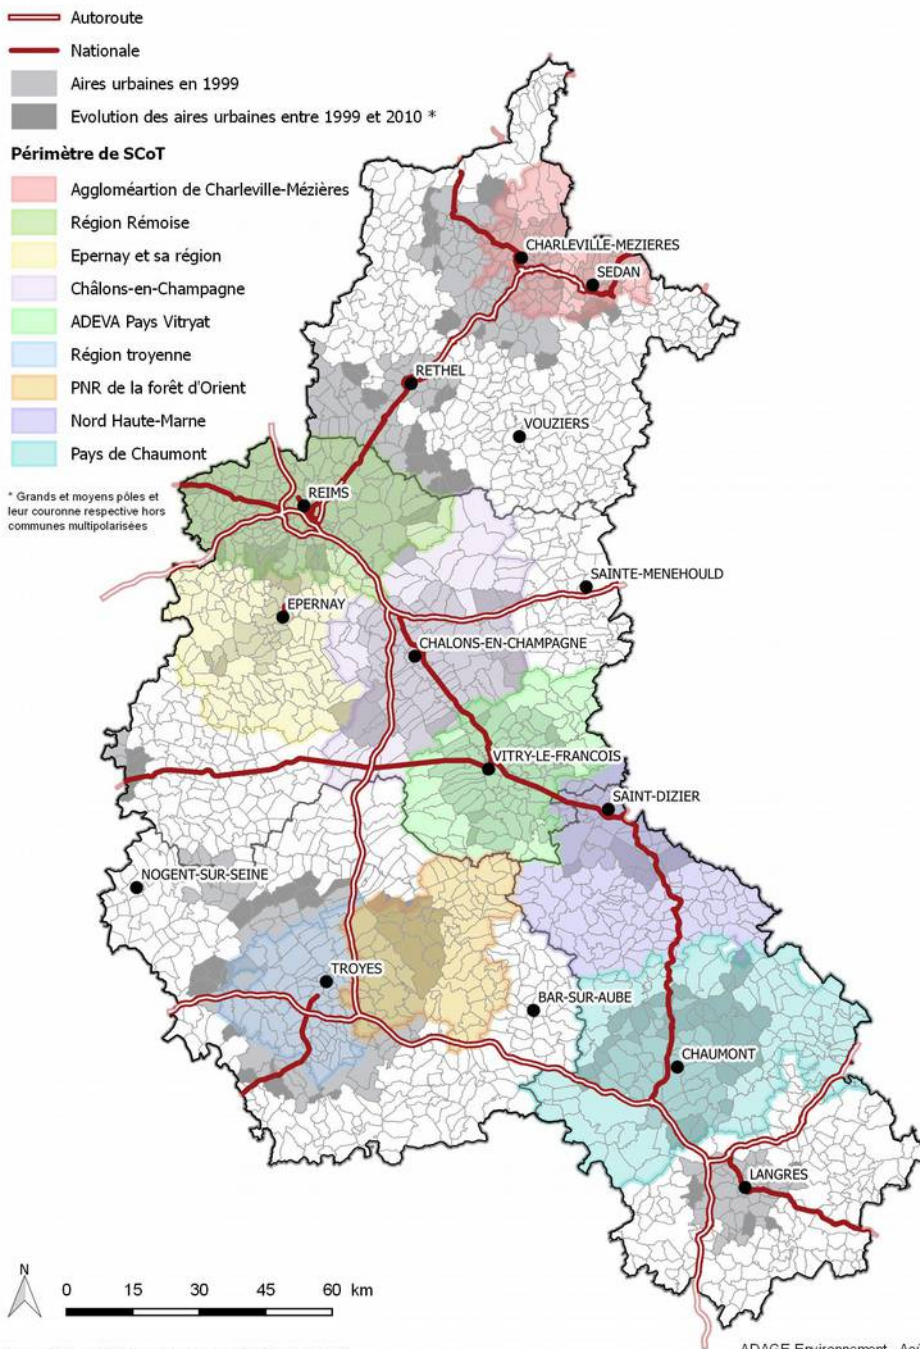 Autoroute
Nationale
Aires urbaines en 1999
Evolution des aires urbaines entre 1999 et 2010 *
Périmètre de SCoT
Aggloméartion de Charleville-Mézières
Région Rémoise
Epernay et sa région
Châlons-en-Champagne
ADEVA Pays Vitryat
Région troyenne
PNR de la forêt d'Orient
Nord Haute-Marne
Pays de Chaumont
* Grands et moyens pôles et
leur couronne respective hors
communes multipolarisées
CHARLEVILLE-MEZIERES
SEDAN
RETHEL
VOUZIERS
REIMS
SAINTE-MENEHOULD
EPERNAY
CHALONS-EN-CHAMPAGNE
VITRY-LE-FRANCOIS
SAINT-DIZIER
NOGENT-SUR-SEINE
TROYES
BAR-SUR-AUBE
CHAUMONT
LANGRES
N
0 15 30 45 60 km
ADAGE Environnement